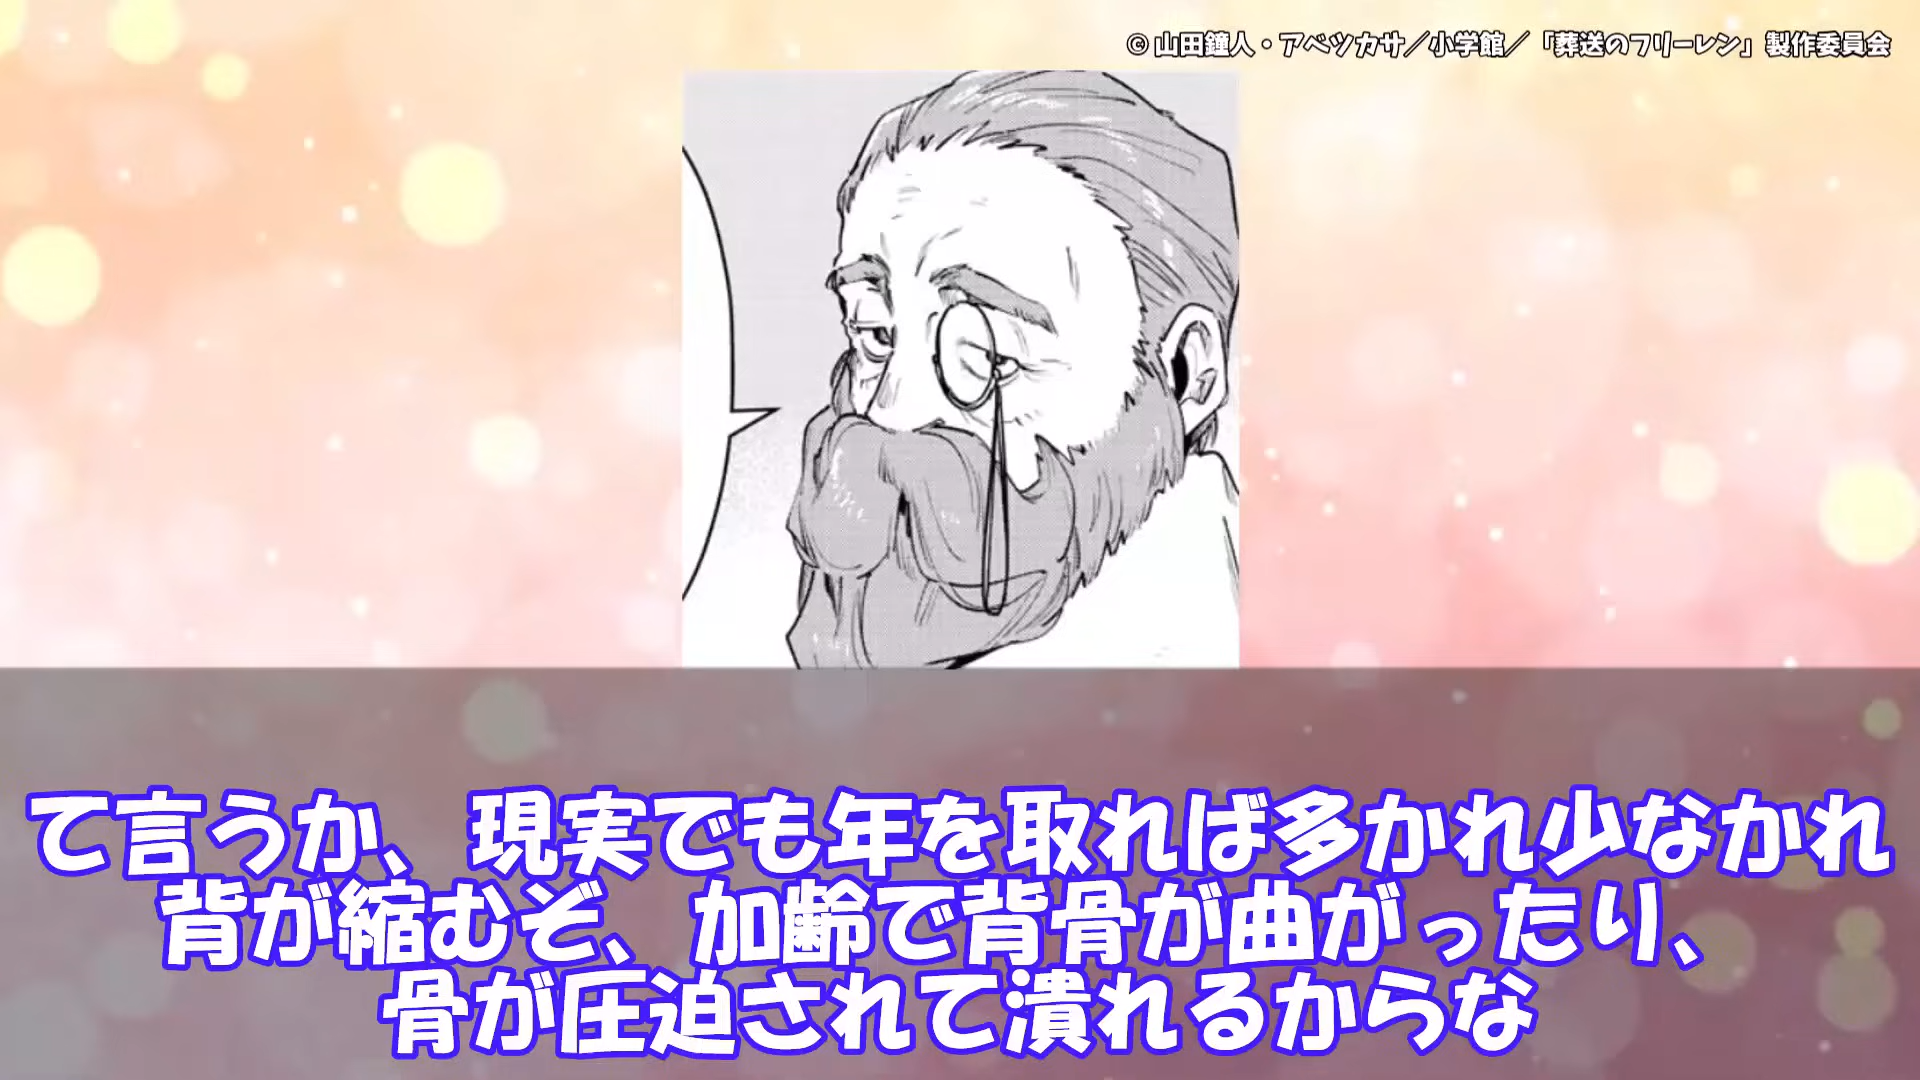 © 山田鐘人・アベツカサ／小学館／「葬送のフリーレン」製作委員会
て言うか、現実でも年を取れば多かれ少なかれ
背が縮むぞ、加齢で背骨が曲がったり、
骨が圧迫されて潰れるからな